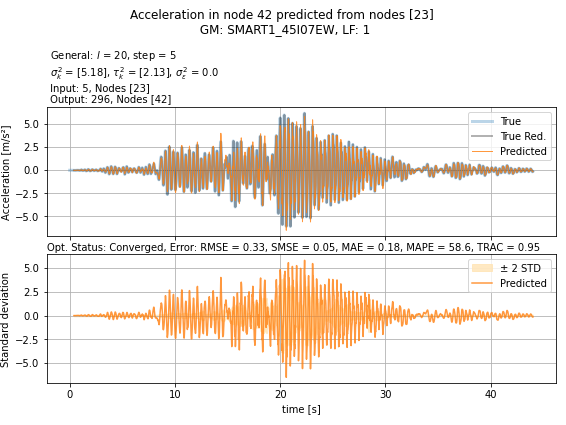 Acceleration in node 42 predicted from nodes [23]
GM: SMART1_45I07EW, LF: 1
General: l = 20, step = 5
σ²ₖ = [5.18], τ²ₖ = [2.13], σ²ₑ = 0.0
Input: 5, Nodes [23]
Output: 296, Nodes [42]
Acceleration [m/s²]
5.0
2.5
0.0
−2.5
−5.0
True
True Red.
Predicted
Opt. Status: Converged, Error: RMSE = 0.33, SMSE = 0.05, MAE = 0.18, MAPE = 58.6, TRAC = 0.95
Standard deviation
5.0
2.5
0.0
−2.5
−5.0
± 2 STD
Predicted
0
10
20
30
40
time [s]